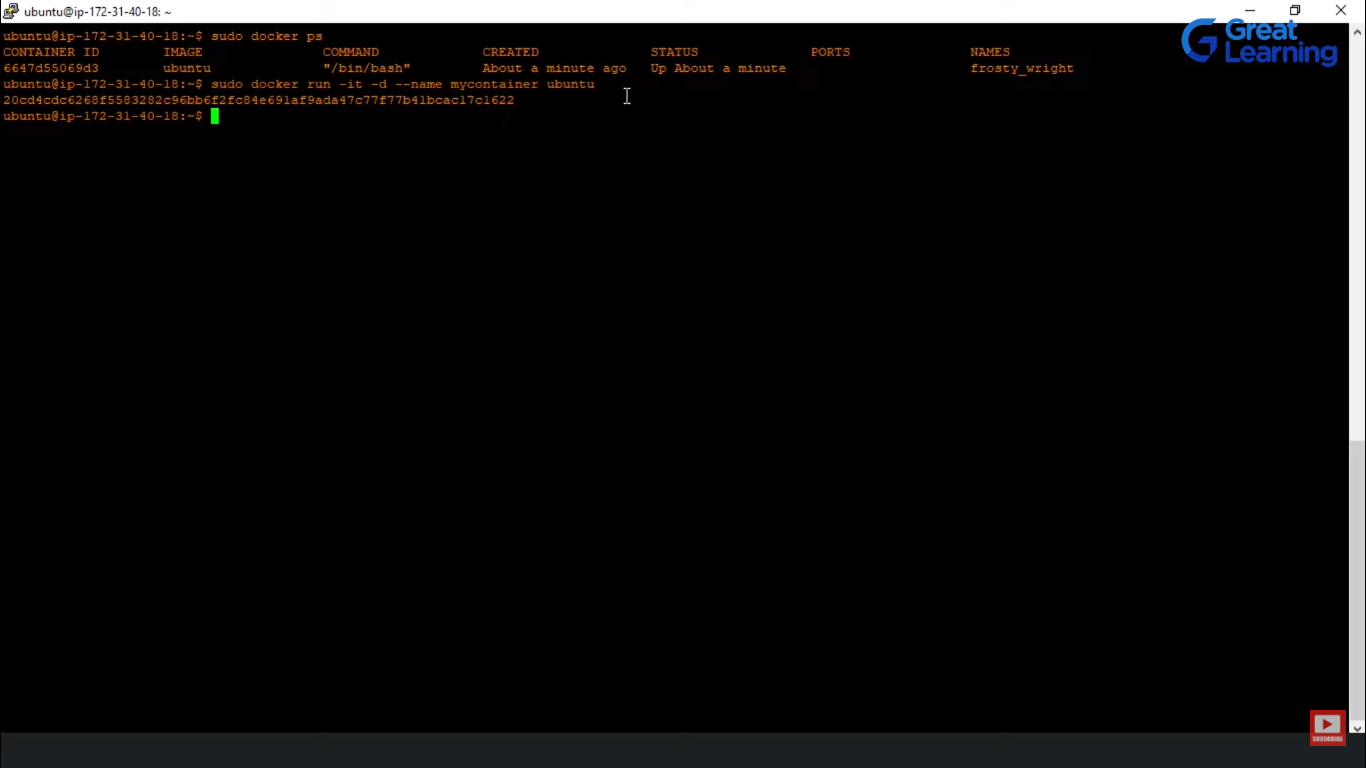 ubuntu@ip-172-31-40-18: ~
Great
Learning
ubuntu@ip-172-31-40-18:~$ sudo docker ps
CONTAINER ID IMAGE COMMAND CREATED STATUS PORTS NAMES
6647d55069d3 ubuntu "/bin/bash" About a minute ago Up About a minute frosty_wright
ubuntu@ip-172-31-40-18:~$ sudo docker run -it -d --name mycontainer ubuntu
20cd4cdc6268f5583282c96bb6f2fc84e691af9ada47c77f77b41bcac17c1622
ubuntu@ip-172-31-40-18:~$
SUBSCRIBE